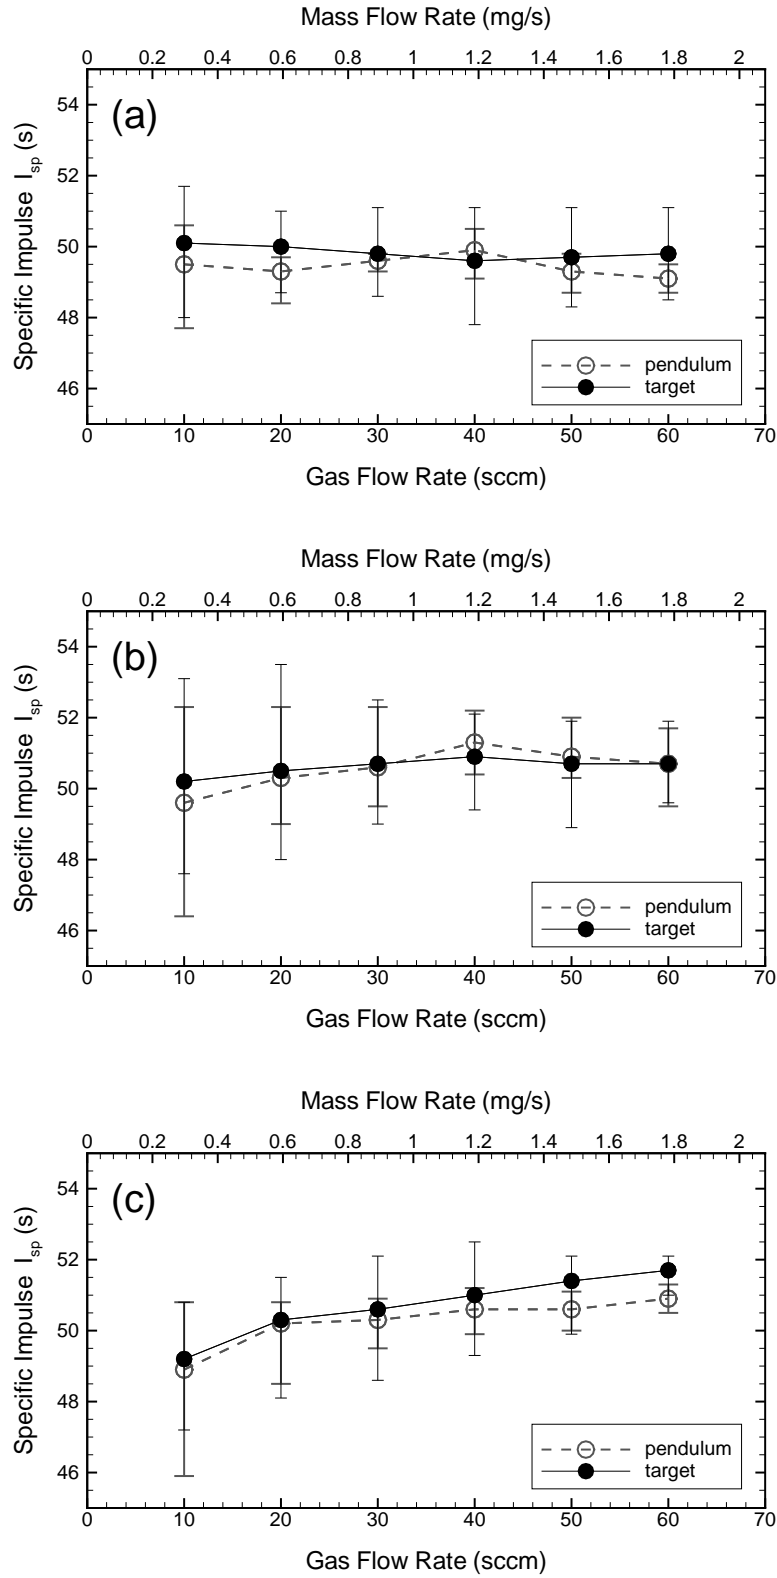 Mass Flow Rate (mg/s)
0 0.2 0.4 0.6 0.8 1 1.2 1.4 1.6 1.8 2
(a)
54
52
50
48
46
Specific Impulse I_sp (s)
pendulum
target
0 10 20 30 40 50 60 70
Gas Flow Rate (sccm)
Mass Flow Rate (mg/s)
0 0.2 0.4 0.6 0.8 1 1.2 1.4 1.6 1.8 2
(b)
54
52
50
48
46
Specific Impulse I_sp (s)
pendulum
target
0 10 20 30 40 50 60 70
Gas Flow Rate (sccm)
Mass Flow Rate (mg/s)
0 0.2 0.4 0.6 0.8 1 1.2 1.4 1.6 1.8 2
(c)
54
52
50
48
46
Specific Impulse I_sp (s)
pendulum
target
0 10 20 30 40 50 60 70
Gas Flow Rate (sccm)